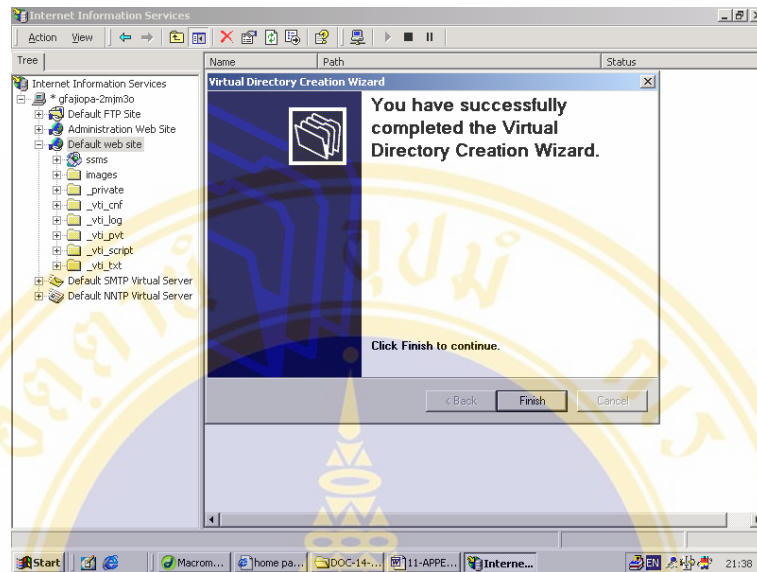 Internet Information Services
Action View
Tree
Name Path Status
Internet Information Services
* gfajiopa-2mjm3o
Default FTP Site
Administration Web Site
Default web site
ssms
images
_private
_vti_cnf
_vti_log
_vti_pvt
_vti_script
_vti_txt
Default SMTP Virtual Server
Default NNTP Virtual Server
Virtual Directory Creation Wizard
You have successfully
completed the Virtual
Directory Creation Wizard.
Click Finish to continue.
< Back Finish Cancel
Start Macrom... home pa... DOC-14-... 11-APPE... Interne... EN 21:38